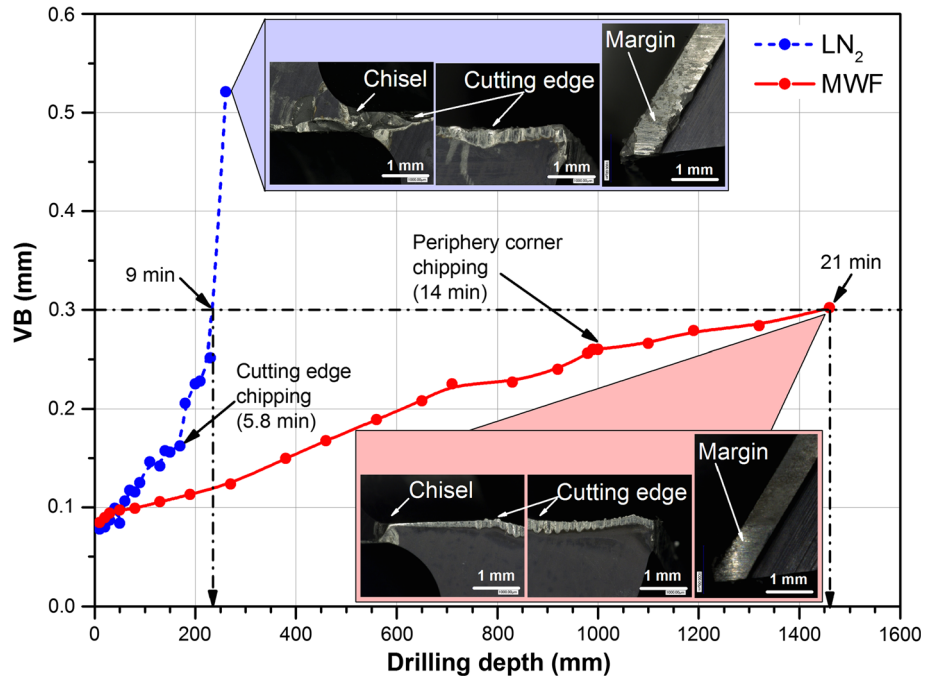 VB (mm)
0.6
0.5
0.4
0.3
0.2
0.1
0.0
LN2
MWF
Chisel
Cutting edge
Margin
1 mm
1 mm
1 mm
9 min
Periphery corner
chipping
(14 min)
21 min
Cutting edge
chipping
(5.8 min)
Chisel
Cutting edge
Margin
1 mm
1 mm
1 mm
0
200
400
600
800
1000
1200
1400
1600
Drilling depth (mm)